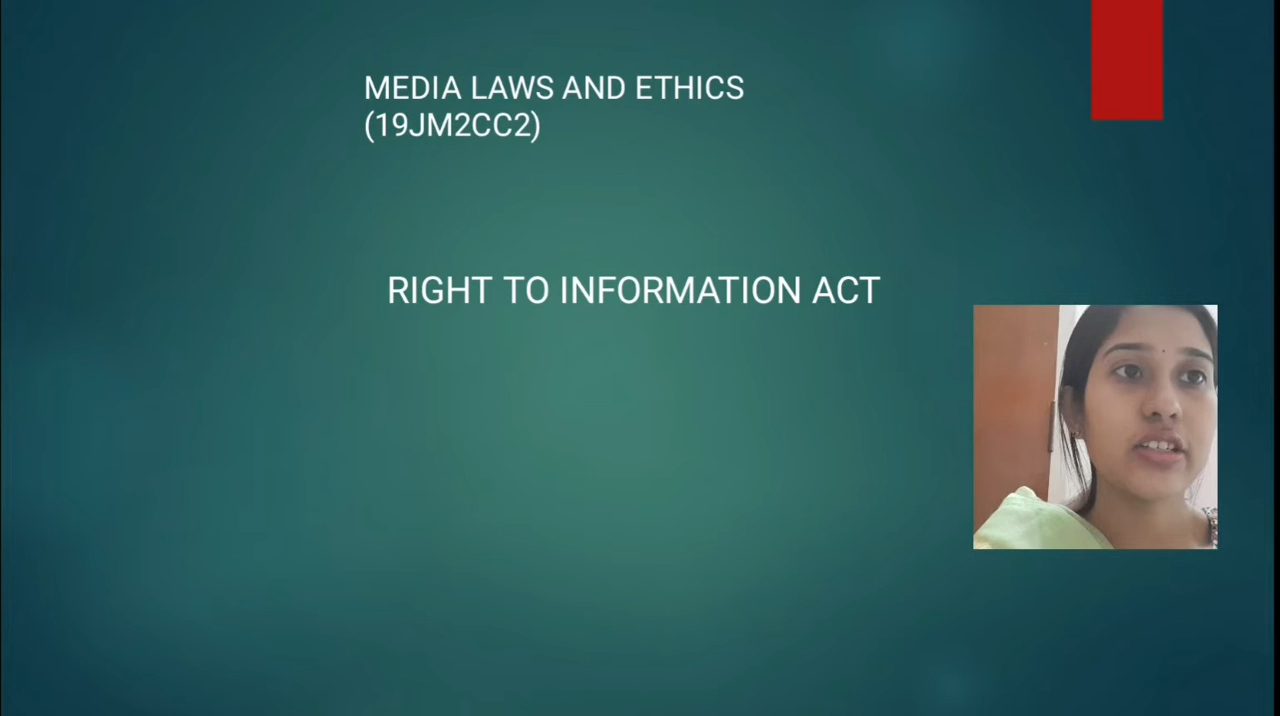 MEDIA LAWS AND ETHICS
(19JM2CC2)
RIGHT TO INFORMATION ACT